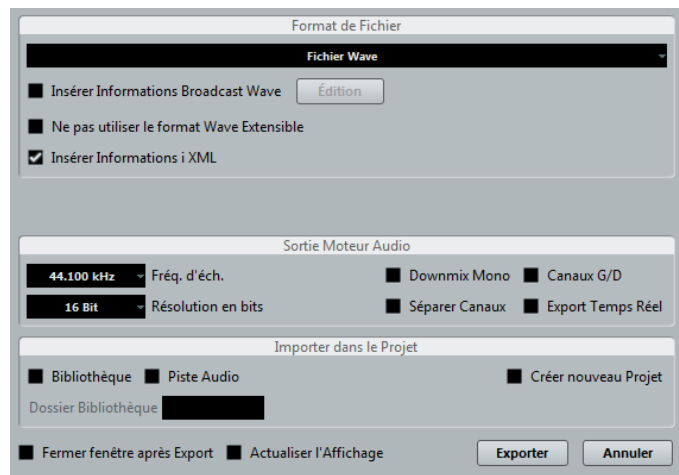 Format de Fichier
Fichier Wave
Insérer Informations Broadcast Wave Édition
Ne pas utiliser le format Wave Extensible
Insérer Informations i XML
Sortie Moteur Audio
44.100 kHz Fréq. d'éch. Downmix Mono Canaux G/D
16 Bit Résolution en bits Séparer Canaux Export Temps Réel
Importer dans le Projet
Bibliothèque Piste Audio Créer nouveau Projet
Dossier Bibliothèque
Fermer fenêtre après Export Actualiser l'Affichage Exporter Annuler